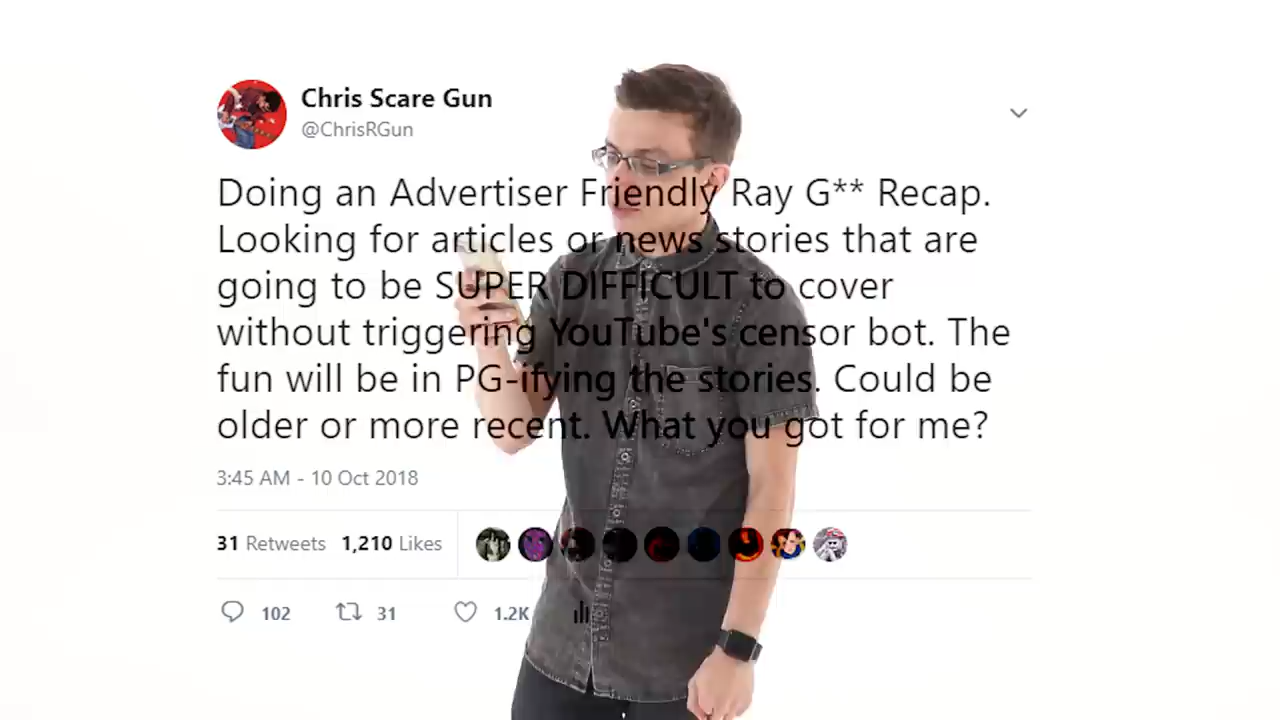 Chris Scare Gun
@ChrisRGun
Doing an Advertiser Friendly Ray G** Recap.
Looking for articles or news stories that are
going to be SUPER DIFFICULT to cover
without triggering YouTube's censor bot. The
fun will be in PG-ifying the stories. Could be
older or more recent. What you got for me?
3:45 AM - 10 Oct 2018
31 Retweets 1,210 Likes
102 31 1.2K